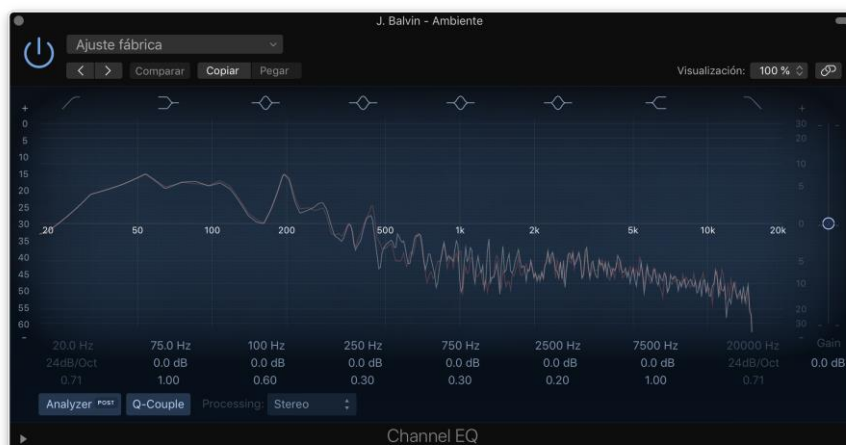 J. Balvin - Ambiente
Ajuste fábrica
Comparar Copiar Pegar Visualización: 100 %
+ +
0 30
5 20
10 10
15
20 5
25
30 20 50 100 200 500 1k 2k 5k 10k 20k 0
35
40 5
45
50 10
55 20
60 30
- -
20.0 Hz 75.0 Hz 100 Hz 250 Hz 750 Hz 2500 Hz 7500 Hz 20000 Hz Gain
24dB/Oct 0.0 dB 0.0 dB 0.0 dB 0.0 dB 0.0 dB 0.0 dB 24dB/Oct 0.0 dB
0.71 1.00 0.60 0.30 0.30 0.20 1.00 0.71
Analyzer POST Q-Couple Processing: Stereo
Channel EQ